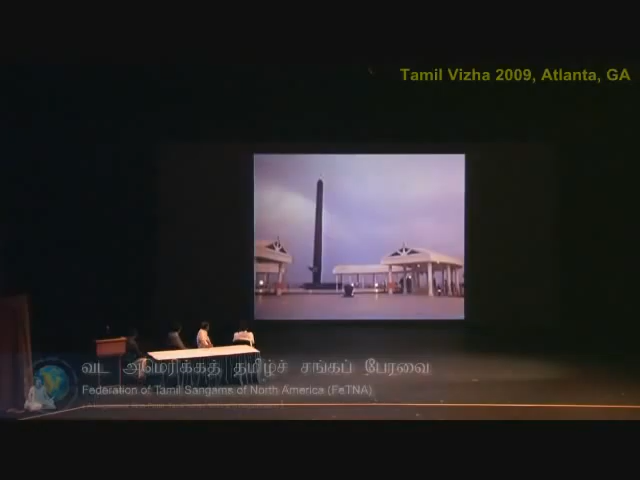 Tamil Vizha 2009, Atlanta, GA
வட அமெரிக்கத் தமிழ்ச் சங்கப் பேரவை
Federation of Tamil Sangams of North America (FeTNA)